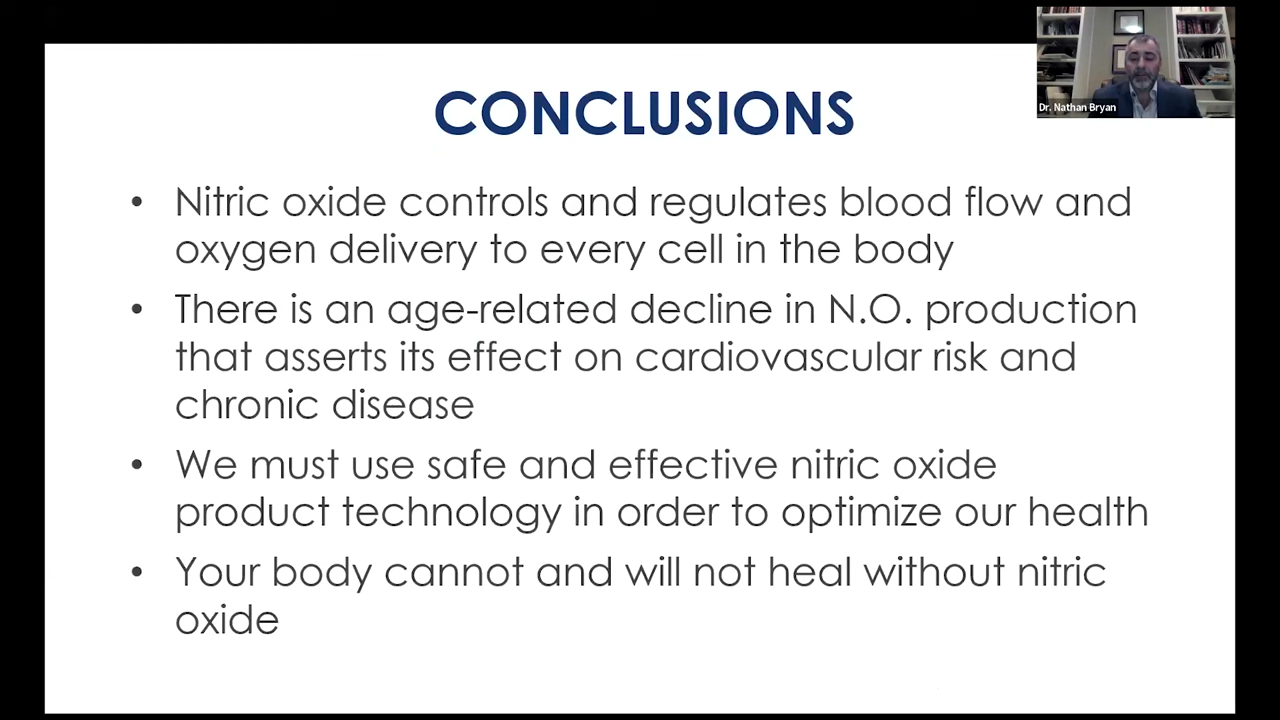 Dr. Nathan Bryan
CONCLUSIONS
• Nitric oxide controls and regulates blood flow and
oxygen delivery to every cell in the body
• There is an age-related decline in N.O. production
that asserts its effect on cardiovascular risk and
chronic disease
• We must use safe and effective nitric oxide
product technology in order to optimize our health
• Your body cannot and will not heal without nitric
oxide